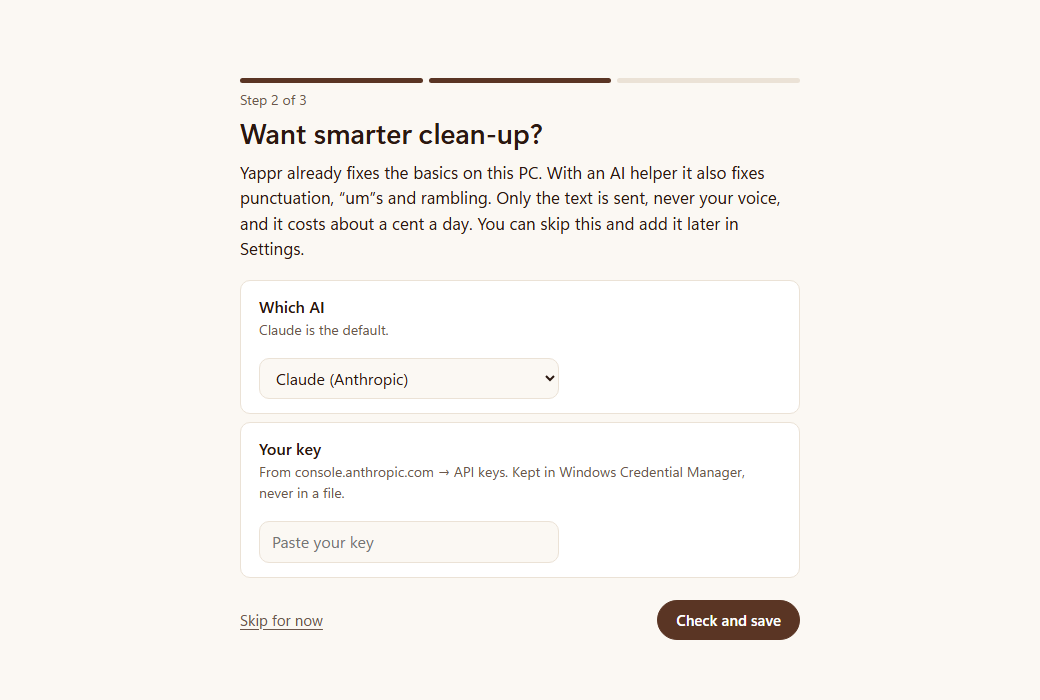 Step 2 of 3
Want smarter clean-up?
Yappr already fixes the basics on this PC. With an AI helper it also fixes
punctuation, “um”s and rambling. Only the text is sent, never your voice,
and it costs about a cent a day. You can skip this and add it later in
Settings.
Which AI
Claude is the default.
Claude (Anthropic)
Your key
From console.anthropic.com → API keys. Kept in Windows Credential Manager,
never in a file.
Paste your key
Skip for now
Check and save